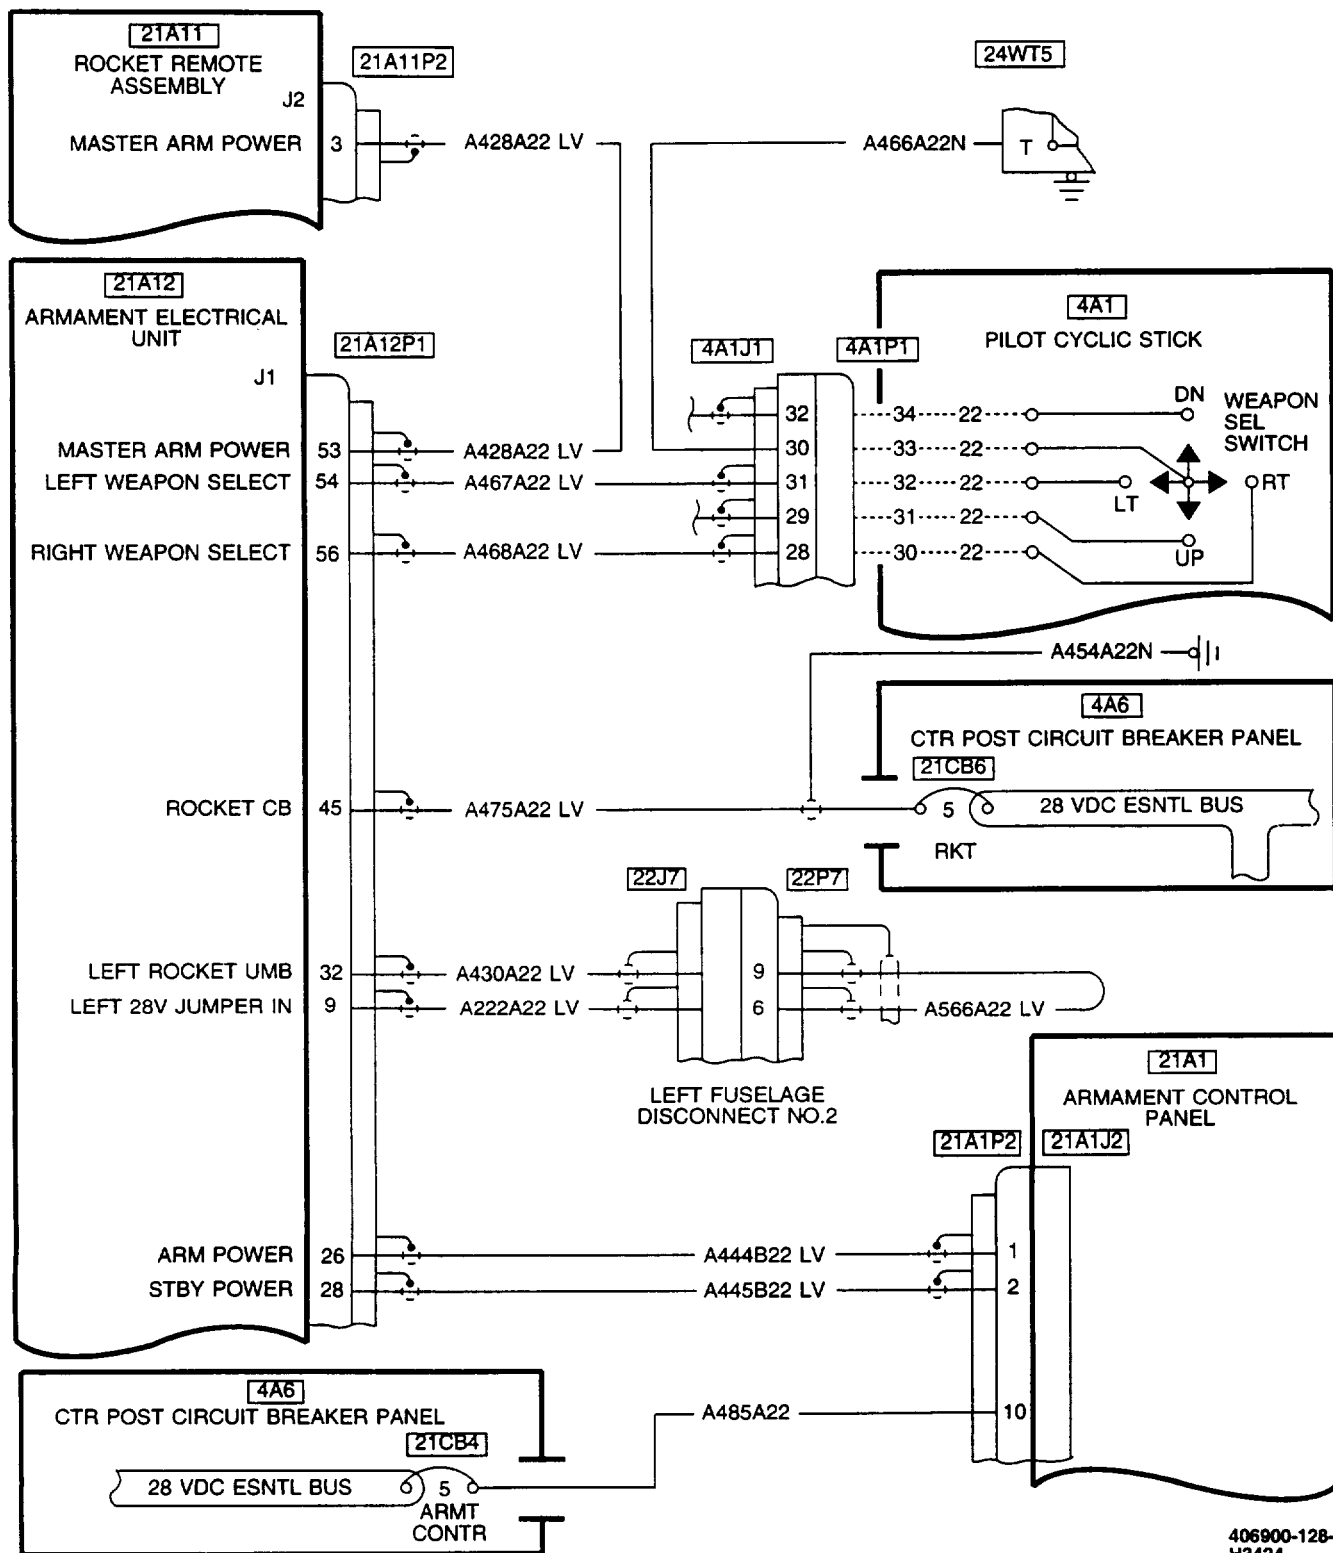 21A11
ROCKET REMOTE
ASSEMBLY
21A11P2
J2
MASTER ARM POWER 3 A428A22 LV
24WT5
A466A22N T
21A12
ARMAMENT ELECTRICAL
UNIT
21A12P1
J1
MASTER ARM POWER 53 A428A22 LV
LEFT WEAPON SELECT 54 A467A22 LV
RIGHT WEAPON SELECT 56 A468A22 LV
4A1
PILOT CYCLIC STICK
4A1J1 4A1P1
32 34 22 DN
30 33 22
31 32 22 LT RT
29 31 22 UP
28 30 22
WEAPON
SEL
SWITCH
A454A22N
4A6
CTR POST CIRCUIT BREAKER PANEL
21CB6
ROCKET CB 45 A475A22 LV 5 28 VDC ESNTL BUS
RKT
22J7 22P7
LEFT ROCKET UMB 32 A430A22 LV 9
LEFT 28V JUMPER IN 9 A222A22 LV 6 A566A22 LV
LEFT FUSELAGE
DISCONNECT NO.2
21A1
ARMAMENT CONTROL
PANEL
21A1P2 21A1J2
ARM POWER 26 A444B22 LV 1
STBY POWER 28 A445B22 LV 2
4A6
CTR POST CIRCUIT BREAKER PANEL
A485A22 10
21CB4
28 VDC ESNTL BUS 5
ARMT
CONTR
406900-128-